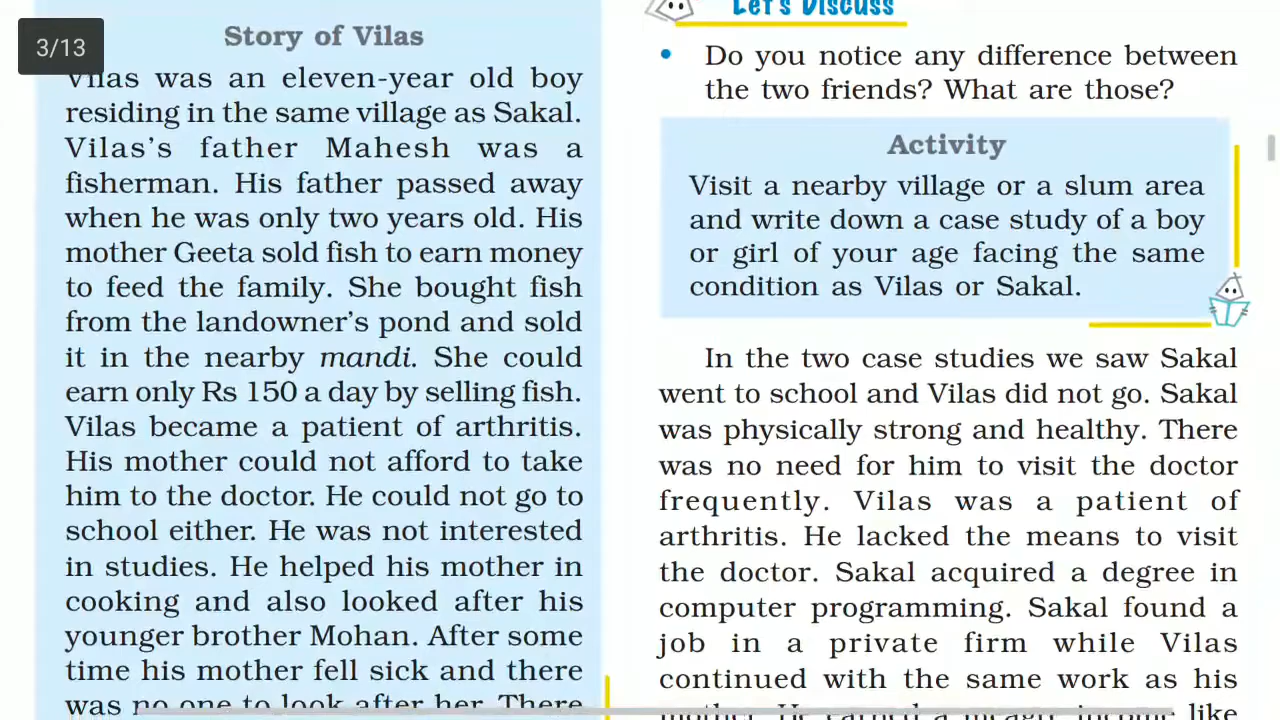 3/13
Story of Vilas
Vilas was an eleven-year old boy
residing in the same village as Sakal.
Vilas's father Mahesh was a
fisherman. His father passed away
when he was only two years old. His
mother Geeta sold fish to earn money
to feed the family. She bought fish
from the landowner's pond and sold
it in the nearby mandi. She could
earn only Rs 150 a day by selling fish.
Vilas became a patient of arthritis.
His mother could not afford to take
him to the doctor. He could not go to
school either. He was not interested
in studies. He helped his mother in
cooking and also looked after his
younger brother Mohan. After some
time his mother fell sick and there
was no one to look after her. There
Let's Discuss
• Do you notice any difference between
the two friends? What are those?
Activity
Visit a nearby village or a slum area
and write down a case study of a boy
or girl of your age facing the same
condition as Vilas or Sakal.
In the two case studies we saw Sakal
went to school and Vilas did not go. Sakal
was physically strong and healthy. There
was no need for him to visit the doctor
frequently. Vilas was a patient of
arthritis. He lacked the means to visit
the doctor. Sakal acquired a degree in
computer programming. Sakal found a
job in a private firm while Vilas
continued with the same work as his
mother. He earned a meagre income like